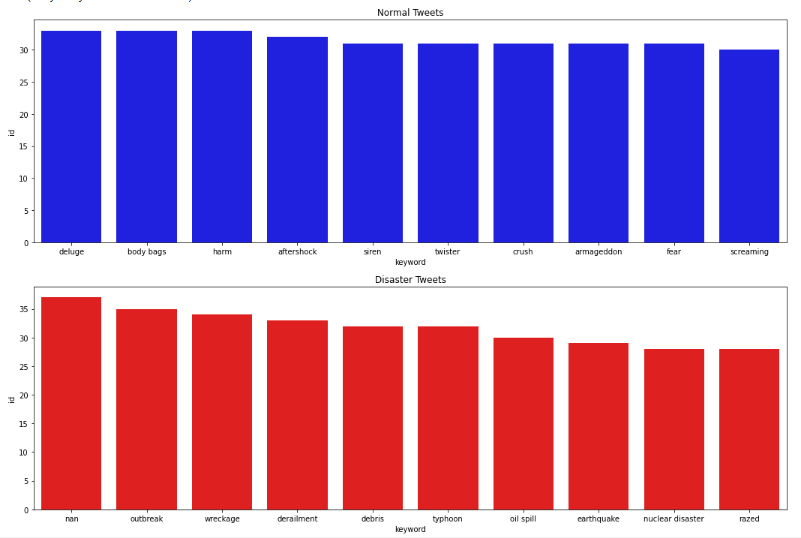 Normal Tweets
30
25
20
15
10
5
0
id
deluge body bags harm aftershock siren twister crush armageddon fear screaming
keyword
Disaster Tweets
35
30
25
20
15
10
5
0
id
nan outbreak wreckage derailment debris typhoon oil spill earthquake nuclear disaster razed
keyword